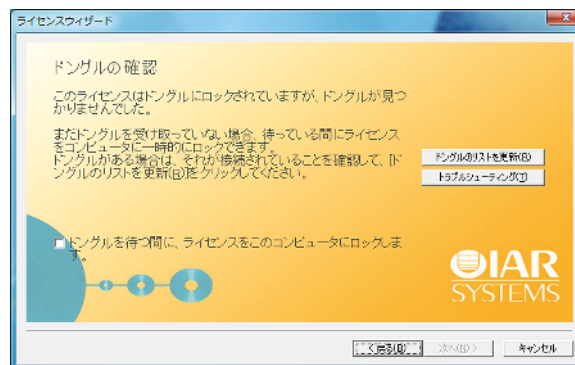 ライセンスウィザード
ドングルの確認
このライセンスはドングルにロックされていますが、ドングルが見つ
かりませんでした。
まだドングルを受け取っていない場合、待っている間にライセンス
をコンピュータに一時的にロックできます。
ドングルがある場合は、それが接続されていることを確認して、[ド
ングルのリストを更新(R)]をクリックしてください。
ドングルのリストを更新(R)
トラブルシューティング(T)
ドングルを待つ間に、ライセンスをこのコンピュータにロックしま
す。
IAR
SYSTEMS
< 戻る(B)
次へ(N) >
キャンセル